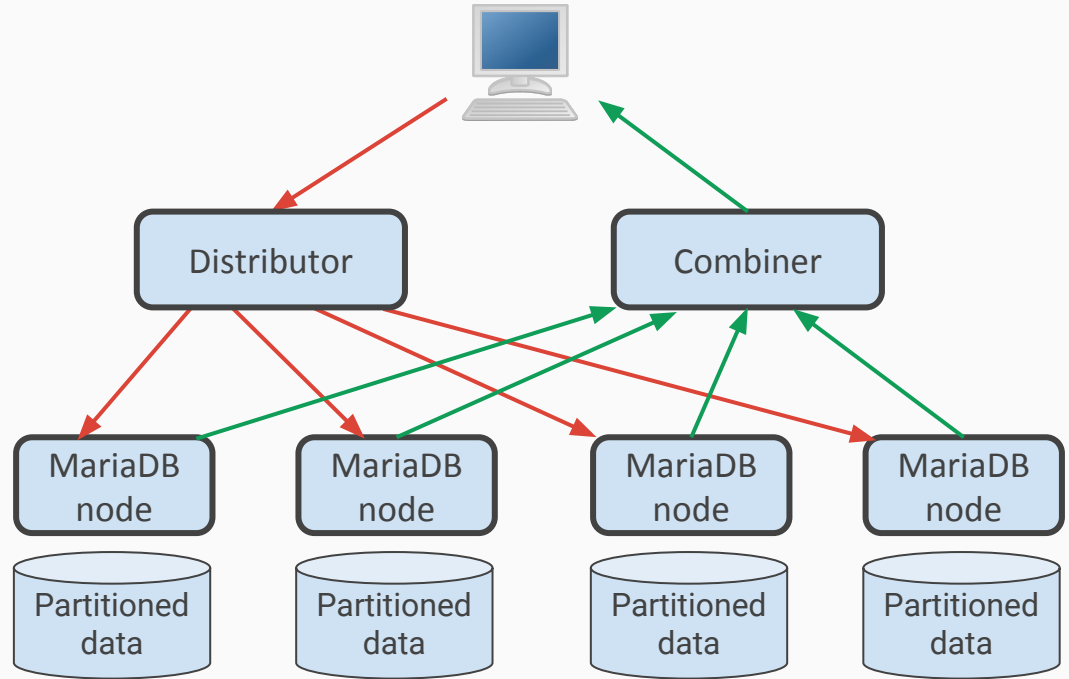 Distributor
Combiner
MariaDB
node
MariaDB
node
MariaDB
node
MariaDB
node
Partitioned
data
Partitioned
data
Partitioned
data
Partitioned
data